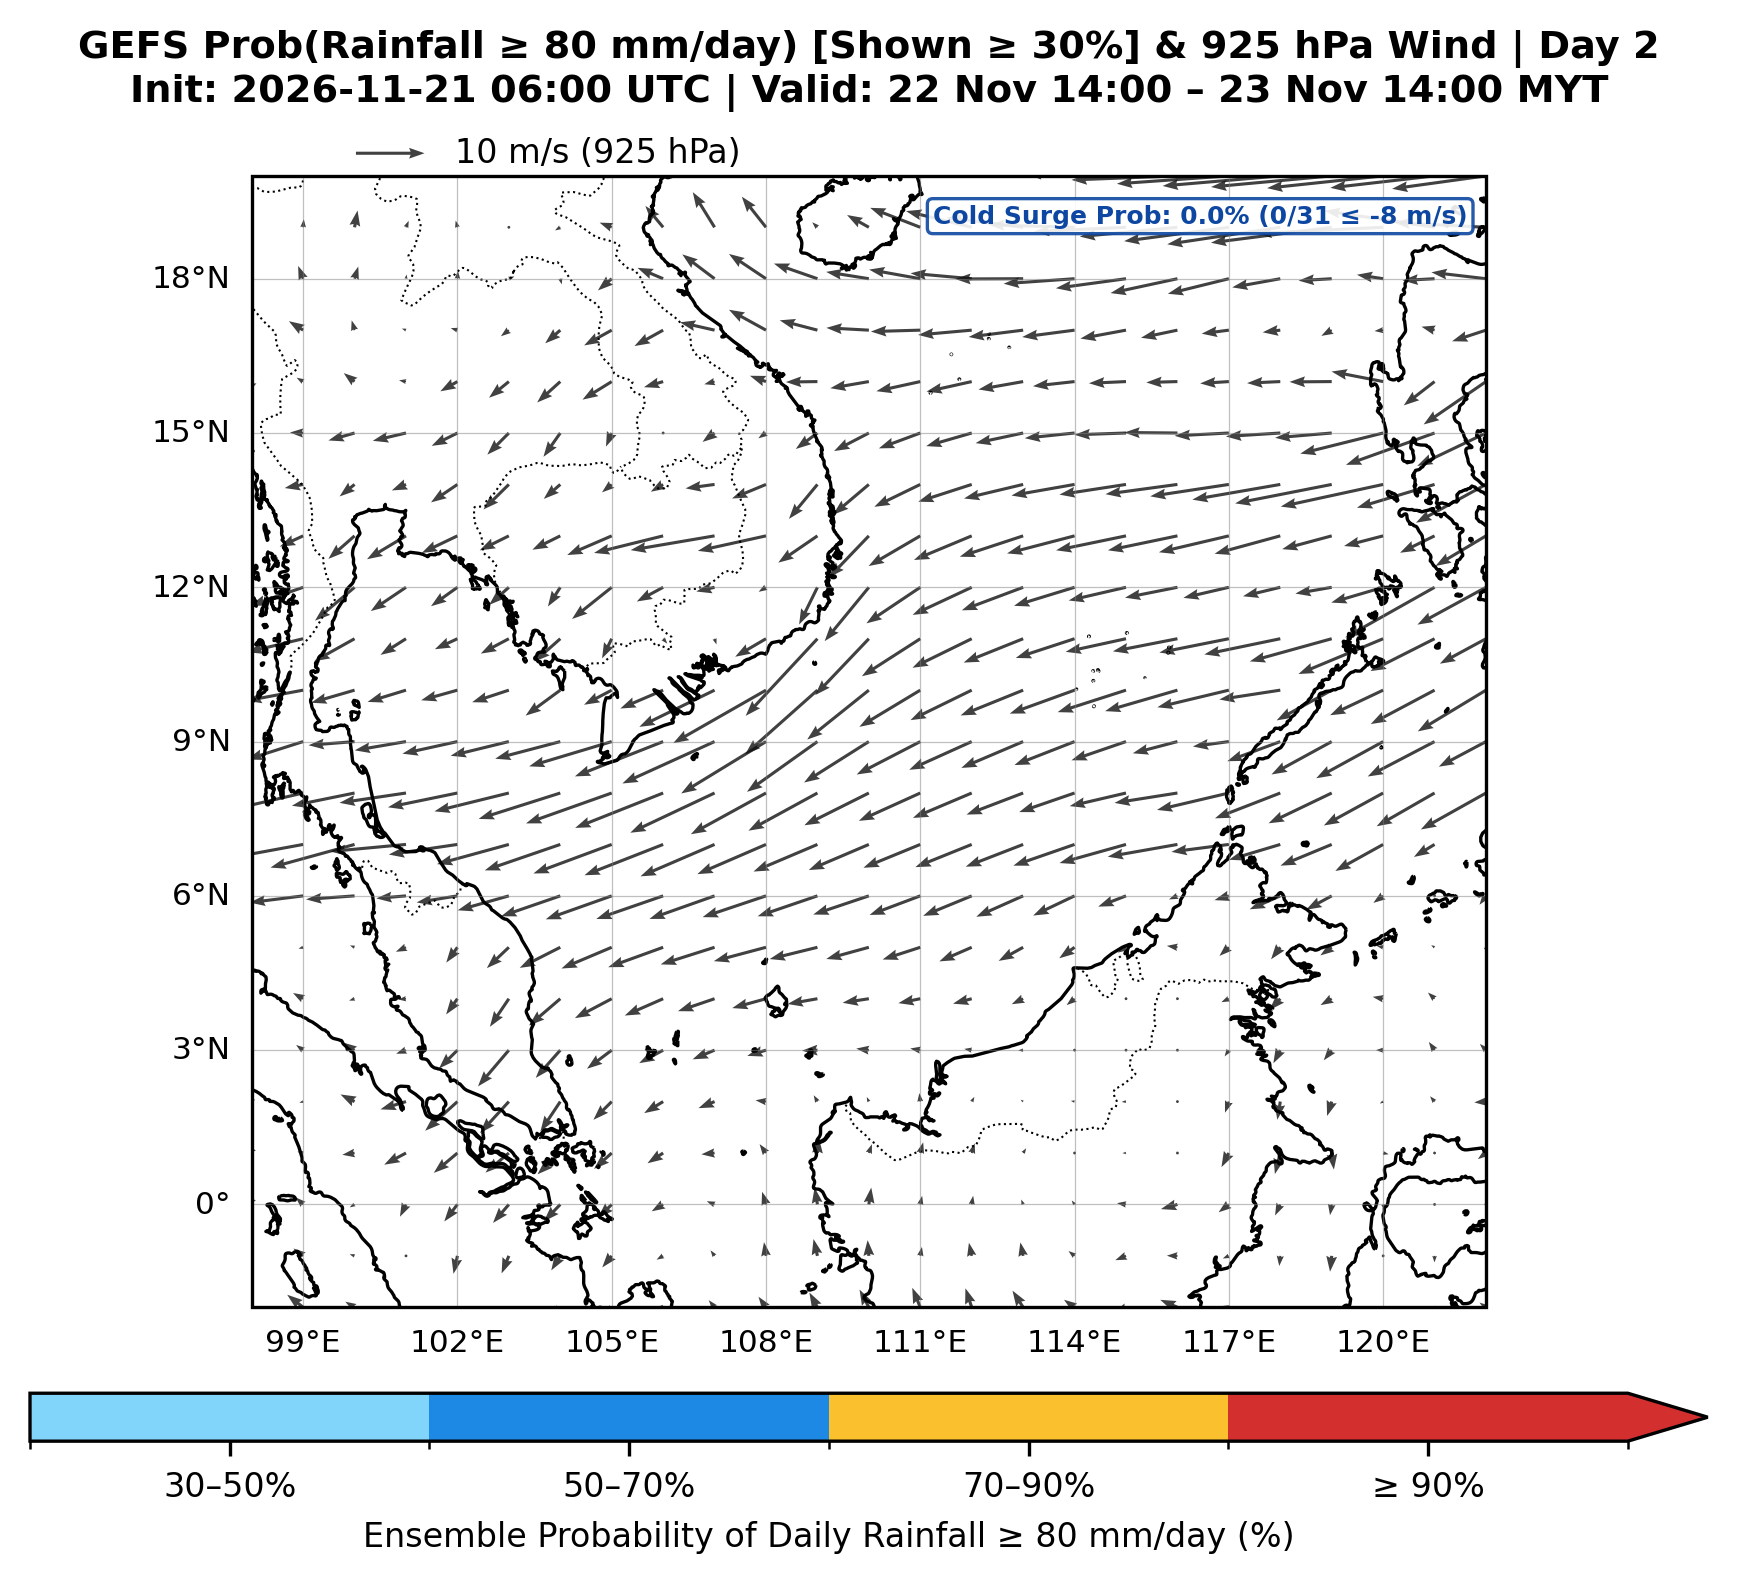 GEFS Prob(Rainfall ≥ 80 mm/day) [Shown ≥ 30%] & 925 hPa Wind | Day 2
Init: 2026-11-21 06:00 UTC | Valid: 22 Nov 14:00 – 23 Nov 14:00 MYT
10 m/s (925 hPa)
Cold Surge Prob: 0.0% (0/31 ≤ -8 m/s)
18°N
15°N
12°N
9°N
6°N
3°N
0°
99°E 102°E 105°E 108°E 111°E 114°E 117°E 120°E
30–50% 50–70% 70–90% ≥ 90%
Ensemble Probability of Daily Rainfall ≥ 80 mm/day (%)